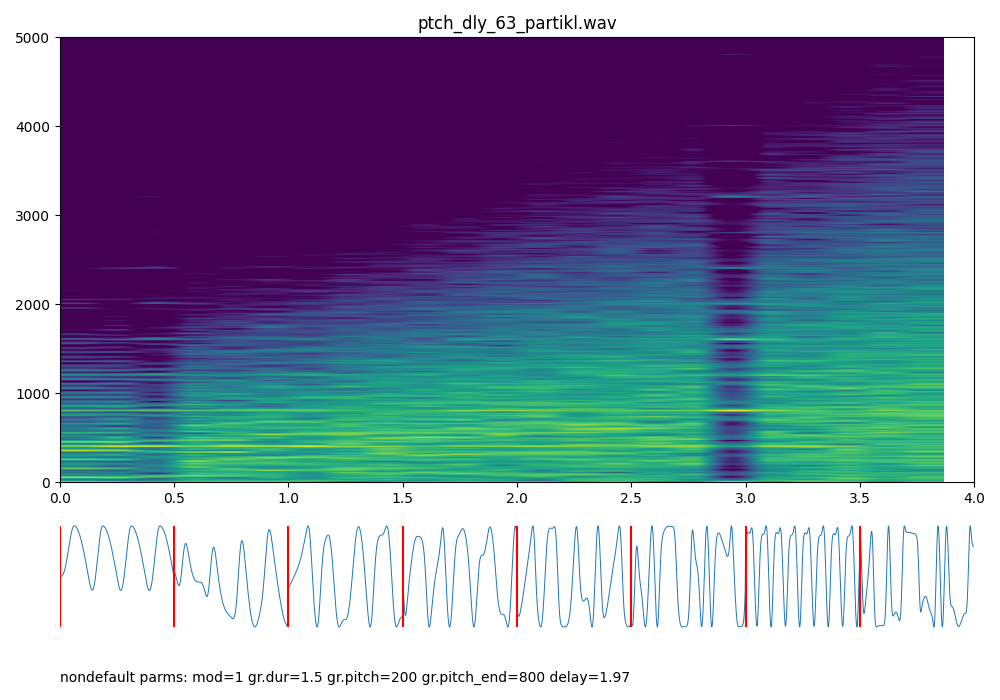 ptch_dly_63_partikl.wav
5000
4000
3000
2000
1000
0
0.0 0.5 1.0 1.5 2.0 2.5 3.0 3.5 4.0
nondefault parms: mod=1 gr.dur=1.5 gr.pitch=200 gr.pitch_end=800 delay=1.97